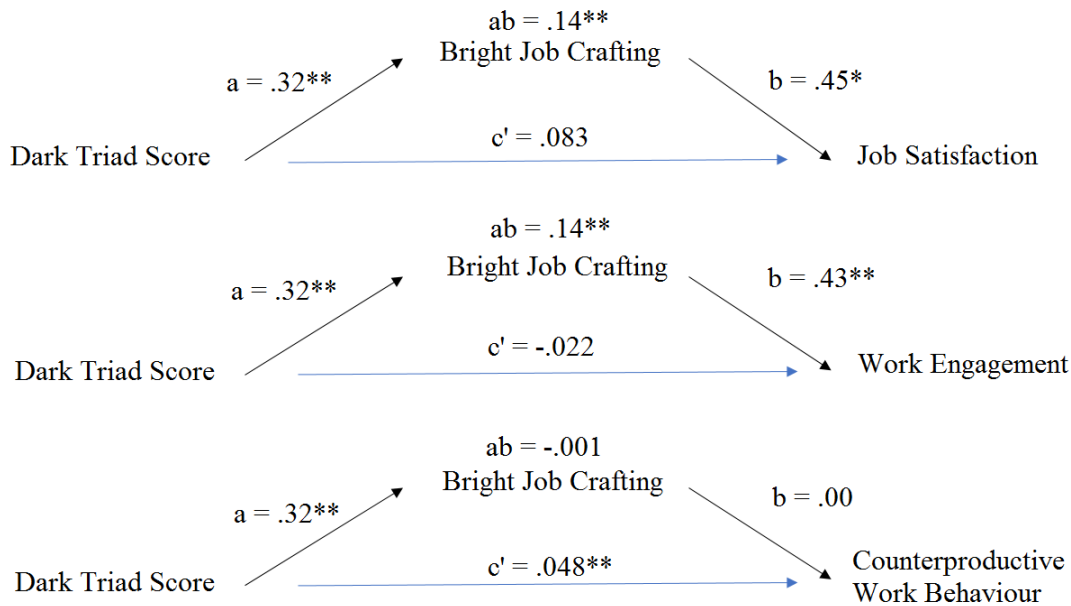 ab = .14**
Bright Job Crafting
a = .32**
b = .45*
c' = .083
Dark Triad Score
Job Satisfaction
ab = .14**
Bright Job Crafting
a = .32**
b = .43**
c' = -.022
Dark Triad Score
Work Engagement
ab = -.001
Bright Job Crafting
a = .32**
b = .00
c' = .048**
Dark Triad Score
Counterproductive
Work Behaviour